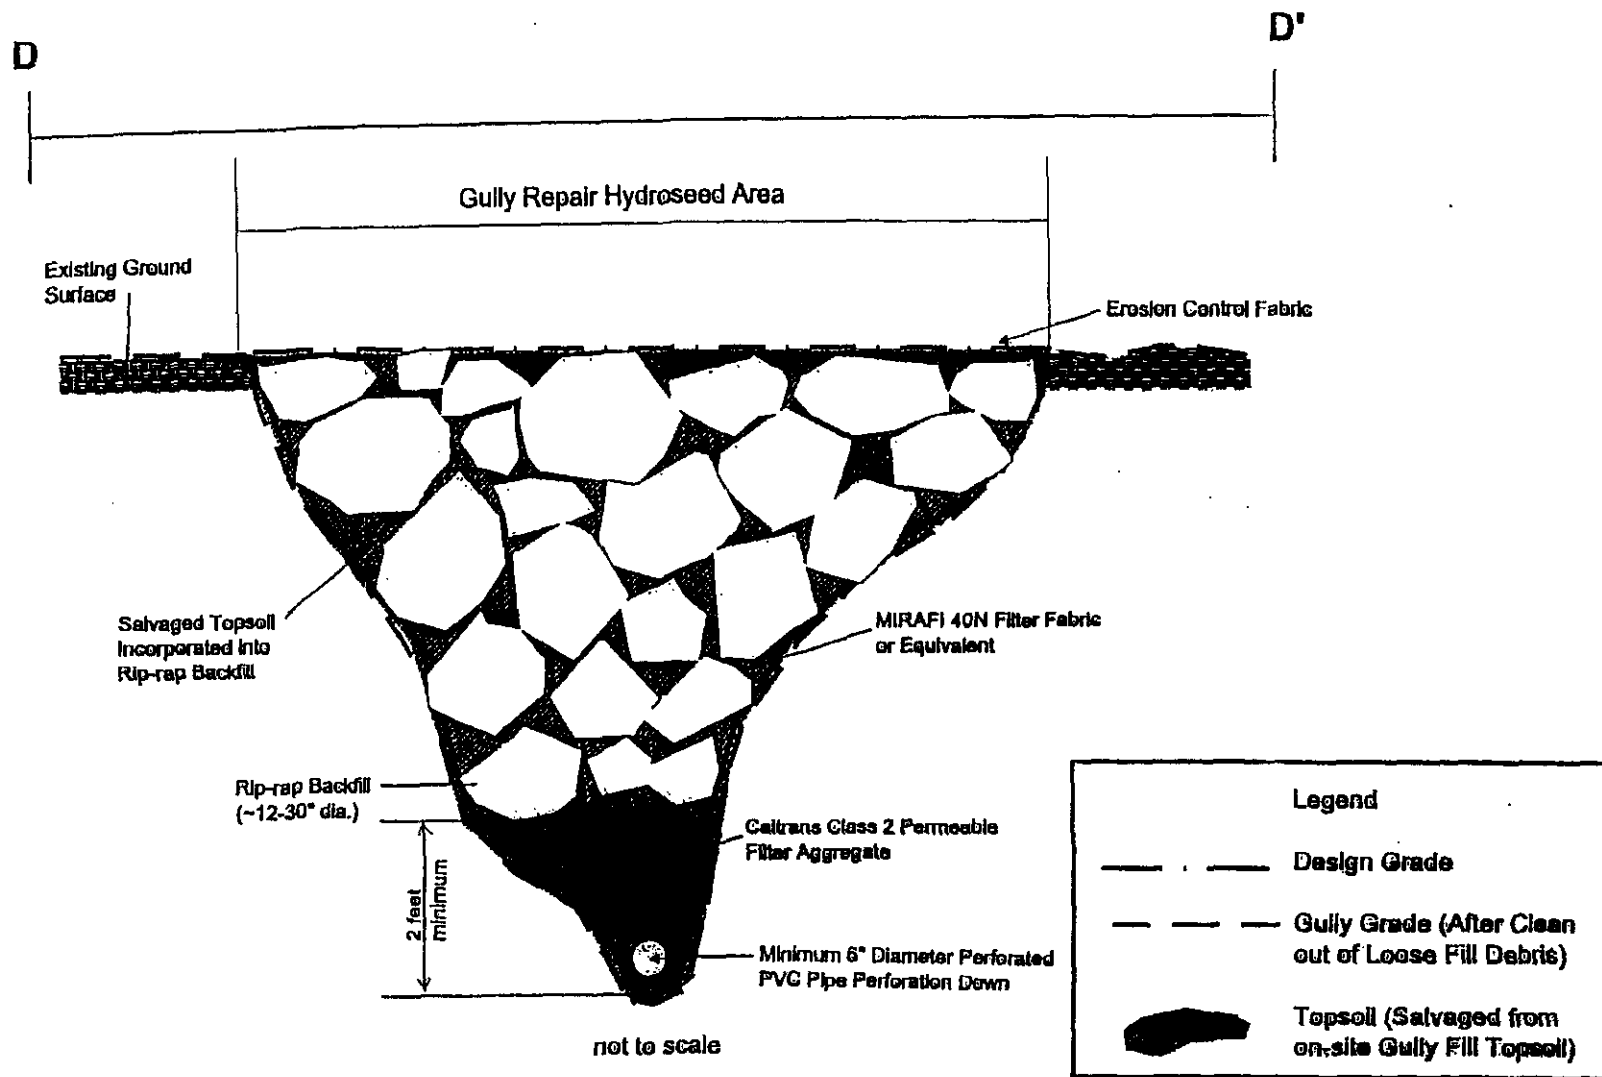 D
D'
Gully Repair Hydroseed Area
Existing Ground
Surface
Erosion Control Fabric
Salvaged Topsoil
Incorporated Into
Rip-rap Backfill
MIRAFI 40N Filter Fabric
or Equivalent
Rip-rap Backfill
(~12-30" dia.)
Caltrans Class 2 Permeable
Filter Aggregate
2 feet
minimum
Minimum 6" Diameter Perforated
PVC Pipe Perforation Down
not to scale
Legend
Design Grade
Gully Grade (After Clean
out of Loose Fill Debris)
Topsoil (Salvaged from
on-site Gully Fill Topsoil)